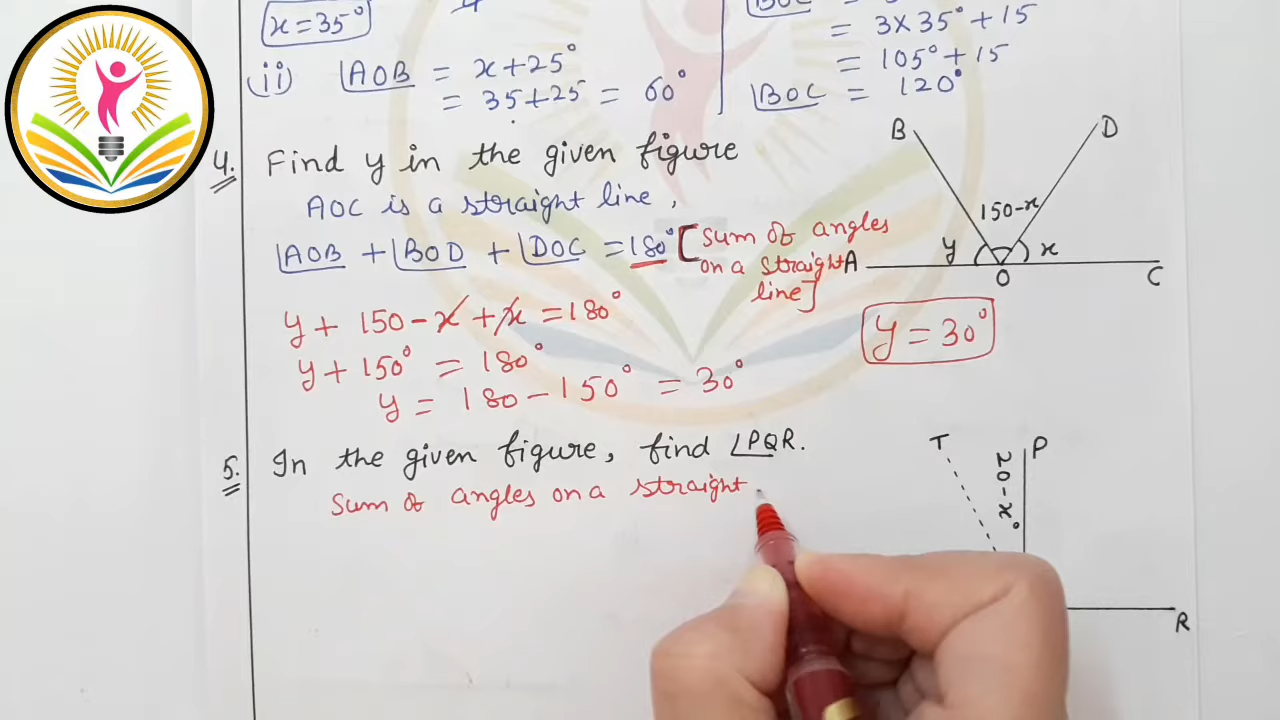 x = 35°
(ii) ∠AOB = x + 25°
= 35 + 25 = 60°
= 3 × 35° + 15
= 105° + 15
∠BOC = 120°
4. Find y in the given figure
AOC is a straight line,
∠AOB + ∠BOD + ∠DOC = 180° [sum of angles
on a straight
line]
y + 150 - x + x = 180°
y + 150° = 180°
y = 180 - 150° = 30°
B D
150-x
y x
A O C
y = 30°
5. In the given figure, find ∠PQR.
Sum of angles on a straight
T P
20-x°
R